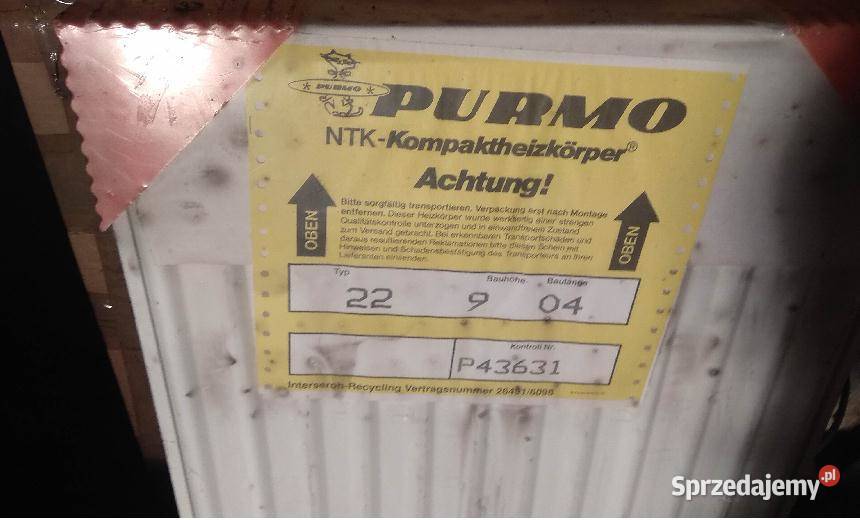 * PURMO *
PURMO
NTK-Kompaktheizkörper®
Achtung!
OBEN
Bitte sorgfältig transportieren, Verpackung erst nach Montage
entfernen. Dieser Heizkörper wurde werkseitig einer strengen
Qualitätskontrolle unterzogen und in einwandfreiem Zustand
zum Versand gebracht. Bei erkennbaren Transportschäden und
daraus resultierenden Reklamationen bitte diesen Schein mit
Hinweisen und Schadensbestätigung des Transporteurs an Ihren
Lieferanten einsenden.
OBEN
Typ Bauhöhe Baulänge
22 9 04
Kontroll Nr.
P43631
Interseroh-Recycling Vertragsnummer 26491/6098
Sprzedajemy.pl